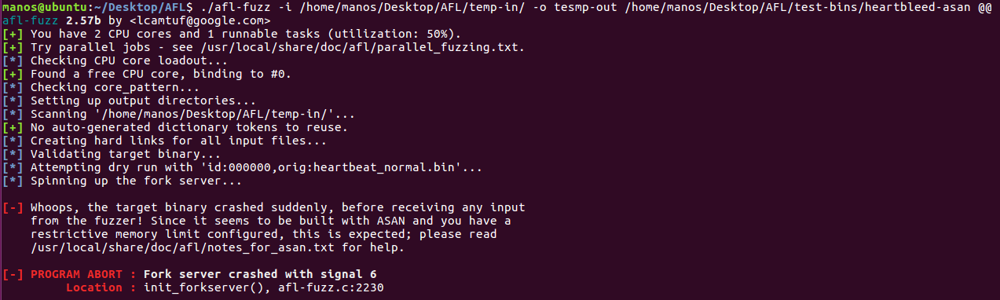 manos@ubuntu:~/Desktop/AFL$ ./afl-fuzz -i /home/manos/Desktop/AFL/temp-in/ -o tesmp-out /home/manos/Desktop/AFL/test-bins/heartbleed-asan @@
afl-fuzz 2.57b by <lcamtuf@google.com>
[+] You have 2 CPU cores and 1 runnable tasks (utilization: 50%).
[+] Try parallel jobs - see /usr/local/share/doc/afl/parallel_fuzzing.txt.
[*] Checking CPU core loadout...
[+] Found a free CPU core, binding to #0.
[*] Checking core_pattern...
[*] Setting up output directories...
[*] Scanning '/home/manos/Desktop/AFL/temp-in/'...
[+] No auto-generated dictionary tokens to reuse.
[*] Creating hard links for all input files...
[*] Validating target binary...
[*] Attempting dry run with 'id:000000,orig:heartbeat_normal.bin'...
[*] Spinning up the fork server...
[-] Whoops, the target binary crashed suddenly, before receiving any input
from the fuzzer! Since it seems to be built with ASAN and you have a
restrictive memory limit configured, this is expected; please read
/usr/local/share/doc/afl/notes_for_asan.txt for help.
[-] PROGRAM ABORT : Fork server crashed with signal 6
Location : init_forkserver(), afl-fuzz.c:2230